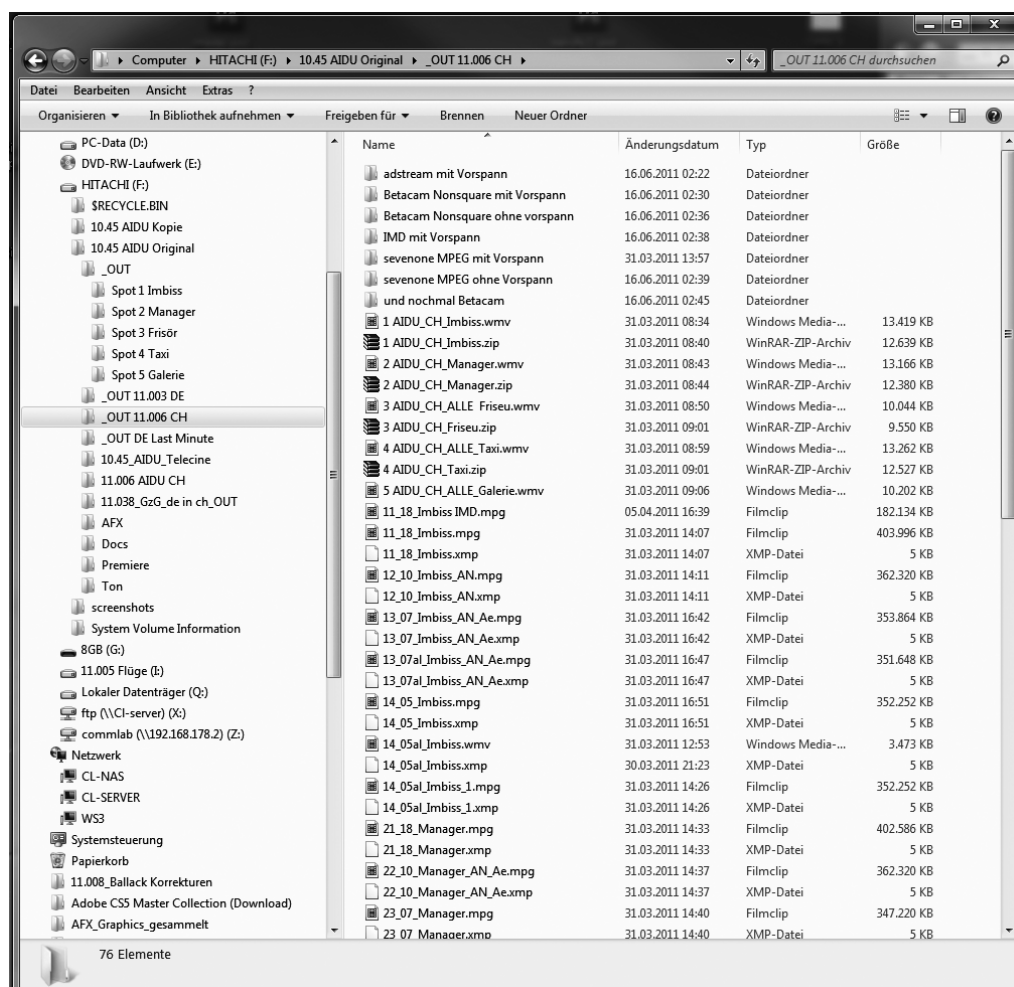 Computer ▸ HITACHI (F:) ▸ 10.45 AIDU Original ▸ _OUT 11.006 CH ▸
_OUT 11.006 CH durchsuchen
Datei Bearbeiten Ansicht Extras ?
Organisieren ▾ In Bibliothek aufnehmen ▾ Freigeben für ▾ Brennen Neuer Ordner
PC-Data (D:)
DVD-RW-Laufwerk (E:)
HITACHI (F:)
$RECYCLE.BIN
10.45 AIDU Kopie
10.45 AIDU Original
_OUT
Spot 1 Imbiss
Spot 2 Manager
Spot 3 Frisör
Spot 4 Taxi
Spot 5 Galerie
_OUT 11.003 DE
_OUT 11.006 CH
_OUT DE Last Minute
10.45_AIDU_Telecine
11.006 AIDU CH
11.038_GzG_de in ch_OUT
AFX
Docs
Premiere
Ton
screenshots
System Volume Information
8GB (G:)
11.005 Flüge (I:)
Lokaler Datenträger (Q:)
ftp (\\Cl-server) (X:)
commlab (\\192.168.178.2) (Z:)
Netzwerk
CL-NAS
CL-SERVER
WS3
Systemsteuerung
Papierkorb
11.008_Ballack Korrekturen
Adobe CS5 Master Collection (Download)
AFX_Graphics_gesammelt
Name Änderungsdatum Typ Größe
adstream mit Vorspann 16.06.2011 02:22 Dateiordner
Betacam Nonsquare mit Vorspann 16.06.2011 02:30 Dateiordner
Betacam Nonsquare ohne vorspann 16.06.2011 02:36 Dateiordner
IMD mit Vorspann 16.06.2011 02:38 Dateiordner
sevenone MPEG mit Vorspann 31.03.2011 13:57 Dateiordner
sevenone MPEG ohne Vorspann 16.06.2011 02:39 Dateiordner
und nochmal Betacam 16.06.2011 02:45 Dateiordner
1 AIDU_CH_Imbiss.wmv 31.03.2011 08:34 Windows Media-... 13.419 KB
1 AIDU_CH_Imbiss.zip 31.03.2011 08:40 WinRAR-ZIP-Archiv 12.639 KB
2 AIDU_CH_Manager.wmv 31.03.2011 08:43 Windows Media-... 13.166 KB
2 AIDU_CH_Manager.zip 31.03.2011 08:44 WinRAR-ZIP-Archiv 12.380 KB
3 AIDU_CH_ALLE Friseu.wmv 31.03.2011 08:50 Windows Media-... 10.044 KB
3 AIDU_CH_Friseu.zip 31.03.2011 09:01 WinRAR-ZIP-Archiv 9.550 KB
4 AIDU_CH_ALLE_Taxi.wmv 31.03.2011 08:59 Windows Media-... 13.262 KB
4 AIDU_CH_Taxi.zip 31.03.2011 09:01 WinRAR-ZIP-Archiv 12.527 KB
5 AIDU_CH_ALLE_Galerie.wmv 31.03.2011 09:06 Windows Media-... 10.202 KB
11_18_Imbiss IMD.mpg 05.04.2011 16:39 Filmclip 182.134 KB
11_18_Imbiss.mpg 31.03.2011 14:07 Filmclip 403.996 KB
11_18_Imbiss.xmp 31.03.2011 14:07 XMP-Datei 5 KB
12_10_Imbiss_AN.mpg 31.03.2011 14:11 Filmclip 362.320 KB
12_10_Imbiss_AN.xmp 31.03.2011 14:11 XMP-Datei 5 KB
13_07_Imbiss_AN_Ae.mpg 31.03.2011 16:42 Filmclip 353.864 KB
13_07_Imbiss_AN_Ae.xmp 31.03.2011 16:42 XMP-Datei 5 KB
13_07al_Imbiss_AN_Ae.mpg 31.03.2011 16:47 Filmclip 351.648 KB
13_07al_Imbiss_AN_Ae.xmp 31.03.2011 16:47 XMP-Datei 5 KB
14_05_Imbiss.mpg 31.03.2011 16:51 Filmclip 352.252 KB
14_05_Imbiss.xmp 31.03.2011 16:51 XMP-Datei 5 KB
14_05al_Imbiss.wmv 31.03.2011 12:53 Windows Media-... 3.473 KB
14_05al_Imbiss.xmp 30.03.2011 21:23 XMP-Datei 5 KB
14_05al_Imbiss_1.mpg 31.03.2011 14:26 Filmclip 352.252 KB
14_05al_Imbiss_1.xmp 31.03.2011 14:26 XMP-Datei 5 KB
21_18_Manager.mpg 31.03.2011 14:33 Filmclip 402.586 KB
21_18_Manager.xmp 31.03.2011 14:33 XMP-Datei 5 KB
22_10_Manager_AN_Ae.mpg 31.03.2011 14:37 Filmclip 362.320 KB
22_10_Manager_AN_Ae.xmp 31.03.2011 14:37 XMP-Datei 5 KB
23_07_Manager.mpg 31.03.2011 14:40 Filmclip 347.220 KB
23_07_Manager.xmp 31.03.2011 14:40 XMP-Datei 5 KB
76 Elemente